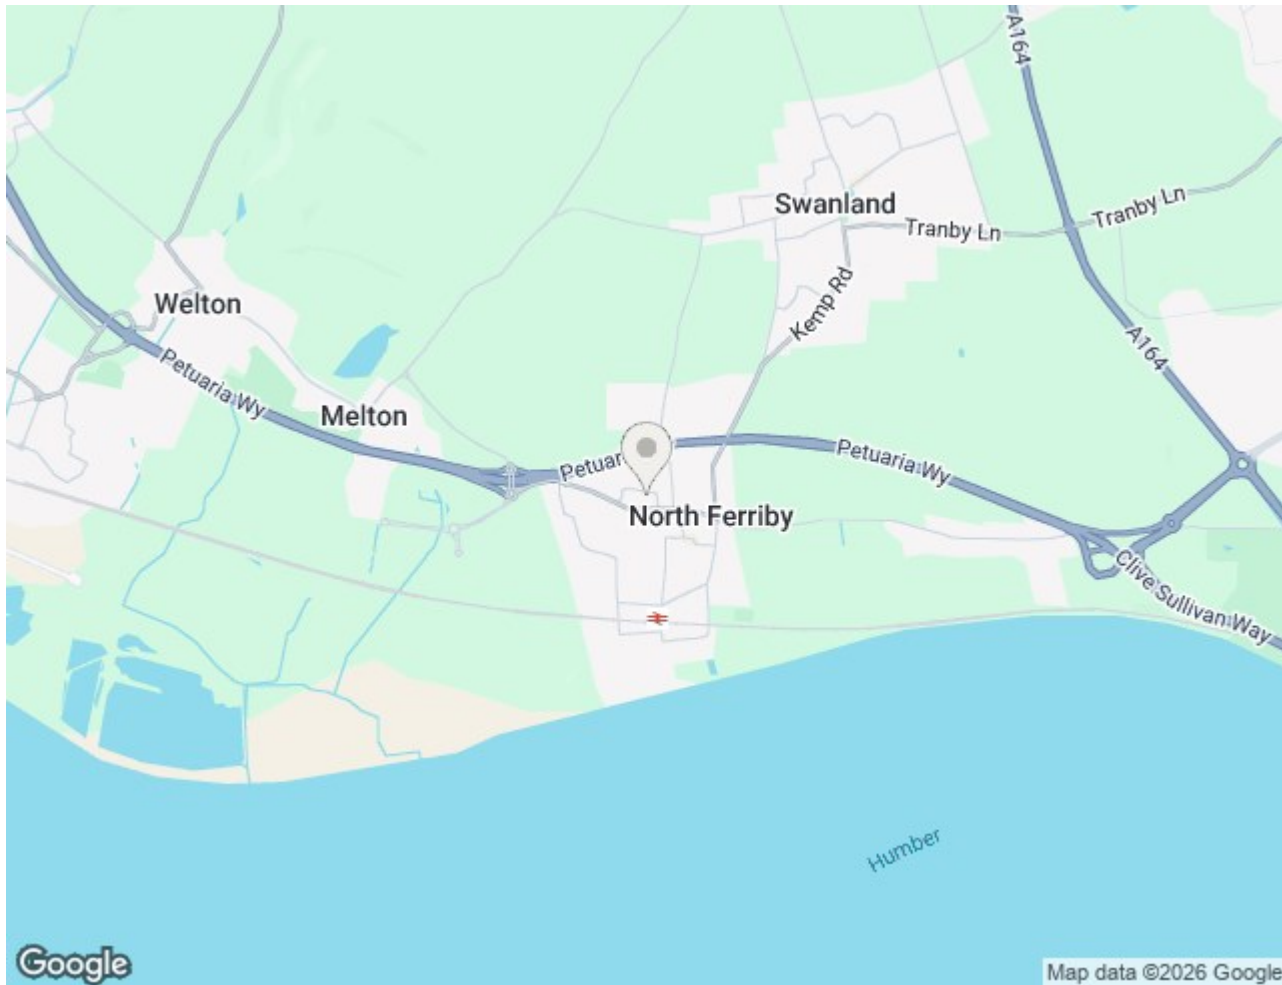 A164
Swanland
Tranby Ln
Tranby Ln
Kemp Rd
Welton
A164
Petuaria Wy
Melton
Petuaria Wy
North Ferriby
Clive Sullivan Way
Humber
Google
Map data ©2026 Google